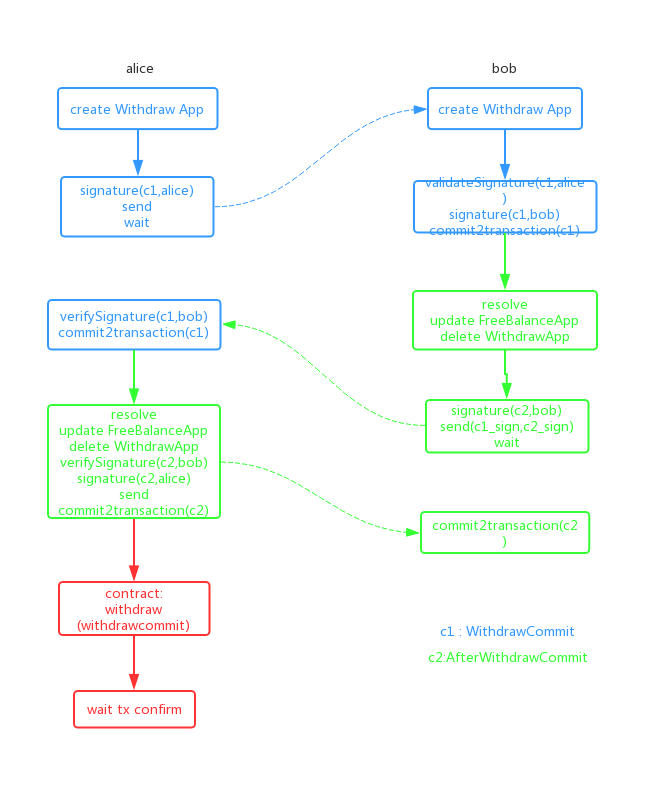 alice
bob
create Withdraw App
create Withdraw App
signature(c1,alice)
send
wait
validateSignature(c1,alice
)
signature(c1,bob)
commit2transaction(c1)
verifySignature(c1,bob)
commit2transaction(c1)
resolve
update FreeBalanceApp
delete WithdrawApp
resolve
update FreeBalanceApp
delete WithdrawApp
verifySignature(c2,bob)
signature(c2,alice)
send
commit2transaction(c2)
signature(c2,bob)
send(c1_sign,c2_sign)
wait
commit2transaction(c2
)
contract:
withdraw
(withdrawcommit)
c1 : WithdrawCommit
c2:AfterWithdrawCommit
wait tx confirm